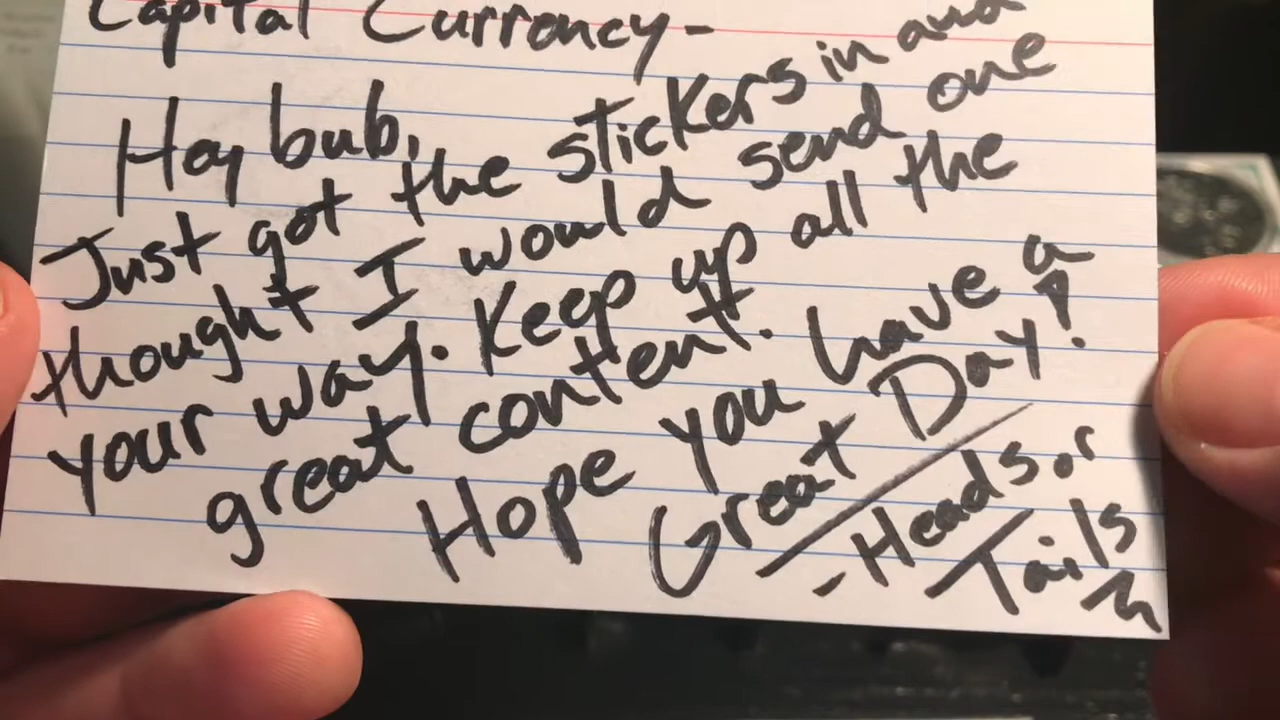 Capital Currency-
Hey bub,
Just got the stickers in and
thought I would send one
your way. Keep up all the
great content.
Hope you have a
Great Day!
- Heads or
Tails